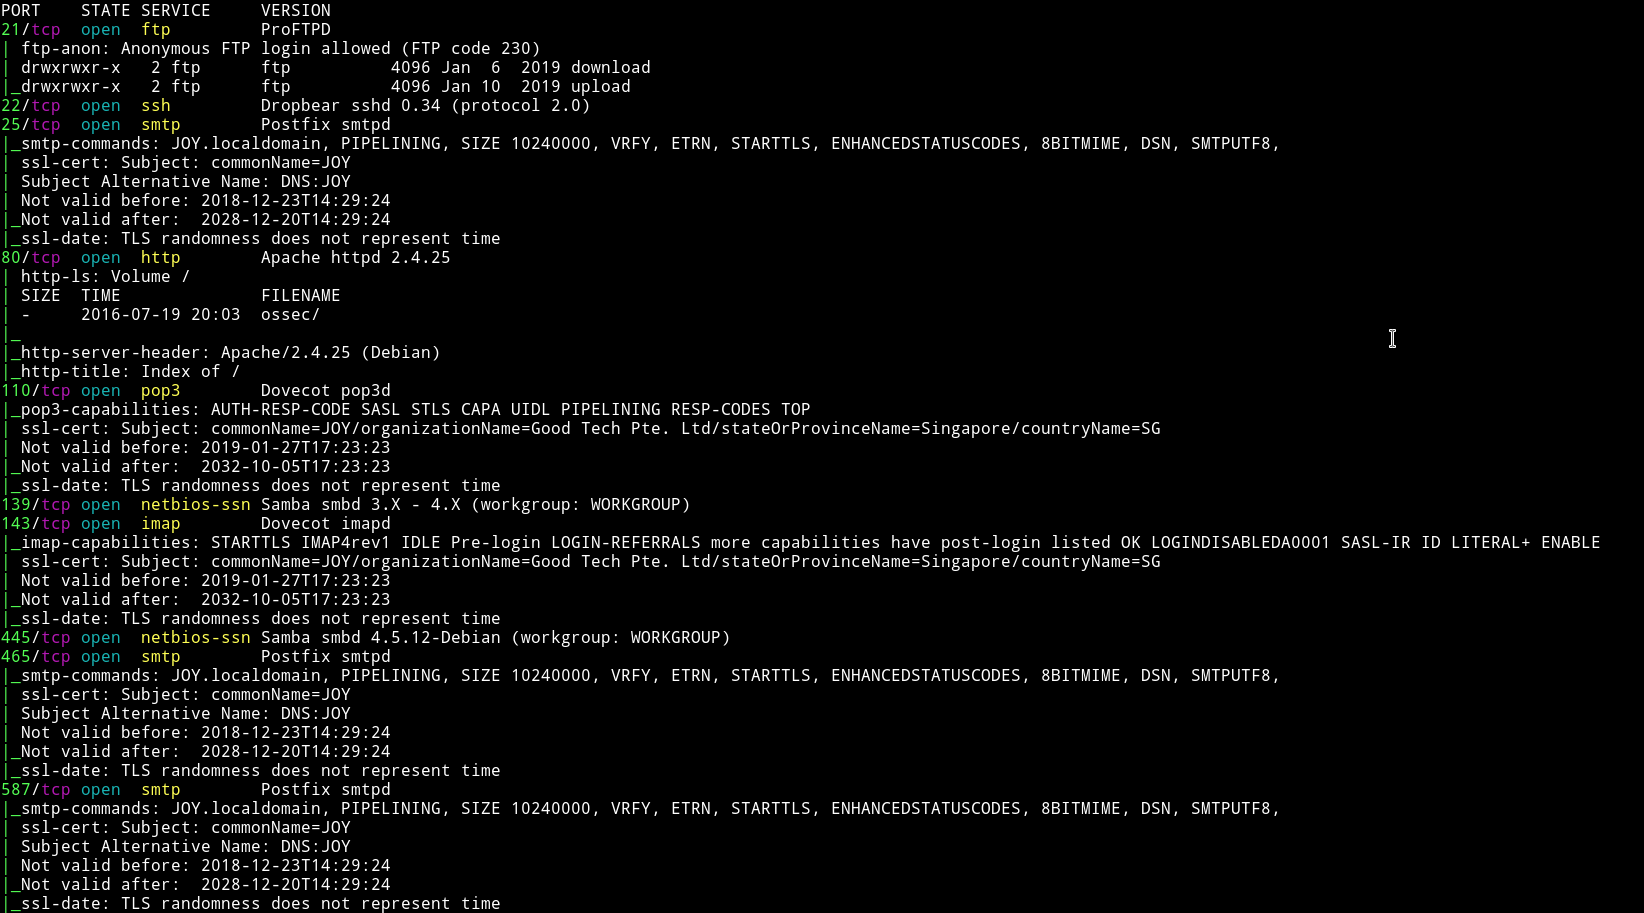 PORT    STATE SERVICE     VERSION
21/tcp  open  ftp         ProFTPD
| ftp-anon: Anonymous FTP login allowed (FTP code 230)
| drwxrwxr-x   2 ftp      ftp          4096 Jan  6  2019 download
|_drwxrwxr-x   2 ftp      ftp          4096 Jan 10  2019 upload
22/tcp  open  ssh         Dropbear sshd 0.34 (protocol 2.0)
25/tcp  open  smtp        Postfix smtpd
|_smtp-commands: JOY.localdomain, PIPELINING, SIZE 10240000, VRFY, ETRN, STARTTLS, ENHANCEDSTATUSCODES, 8BITMIME, DSN, SMTPUTF8,
| ssl-cert: Subject: commonName=JOY
| Subject Alternative Name: DNS:JOY
| Not valid before: 2018-12-23T14:29:24
|_Not valid after:  2028-12-20T14:29:24
|_ssl-date: TLS randomness does not represent time
80/tcp  open  http        Apache httpd 2.4.25
| http-ls: Volume /
| SIZE  TIME              FILENAME
| -     2016-07-19 20:03  ossec/
|_
|_http-server-header: Apache/2.4.25 (Debian)
|_http-title: Index of /
110/tcp open  pop3        Dovecot pop3d
|_pop3-capabilities: AUTH-RESP-CODE SASL STLS CAPA UIDL PIPELINING RESP-CODES TOP
| ssl-cert: Subject: commonName=JOY/organizationName=Good Tech Pte. Ltd/stateOrProvinceName=Singapore/countryName=SG
| Not valid before: 2019-01-27T17:23:23
|_Not valid after:  2032-10-05T17:23:23
|_ssl-date: TLS randomness does not represent time
139/tcp open  netbios-ssn Samba smbd 3.X - 4.X (workgroup: WORKGROUP)
143/tcp open  imap        Dovecot imapd
|_imap-capabilities: STARTTLS IMAP4rev1 IDLE Pre-login LOGIN-REFERRALS more capabilities have post-login listed OK LOGINDISABLEDA0001 SASL-IR ID LITERAL+ ENABLE
| ssl-cert: Subject: commonName=JOY/organizationName=Good Tech Pte. Ltd/stateOrProvinceName=Singapore/countryName=SG
| Not valid before: 2019-01-27T17:23:23
|_Not valid after:  2032-10-05T17:23:23
|_ssl-date: TLS randomness does not represent time
445/tcp open  netbios-ssn Samba smbd 4.5.12-Debian (workgroup: WORKGROUP)
465/tcp open  smtp        Postfix smtpd
|_smtp-commands: JOY.localdomain, PIPELINING, SIZE 10240000, VRFY, ETRN, STARTTLS, ENHANCEDSTATUSCODES, 8BITMIME, DSN, SMTPUTF8,
| ssl-cert: Subject: commonName=JOY
| Subject Alternative Name: DNS:JOY
| Not valid before: 2018-12-23T14:29:24
|_Not valid after:  2028-12-20T14:29:24
|_ssl-date: TLS randomness does not represent time
587/tcp open  smtp        Postfix smtpd
|_smtp-commands: JOY.localdomain, PIPELINING, SIZE 10240000, VRFY, ETRN, STARTTLS, ENHANCEDSTATUSCODES, 8BITMIME, DSN, SMTPUTF8,
| ssl-cert: Subject: commonName=JOY
| Subject Alternative Name: DNS:JOY
| Not valid before: 2018-12-23T14:29:24
|_Not valid after:  2028-12-20T14:29:24
|_ssl-date: TLS randomness does not represent time